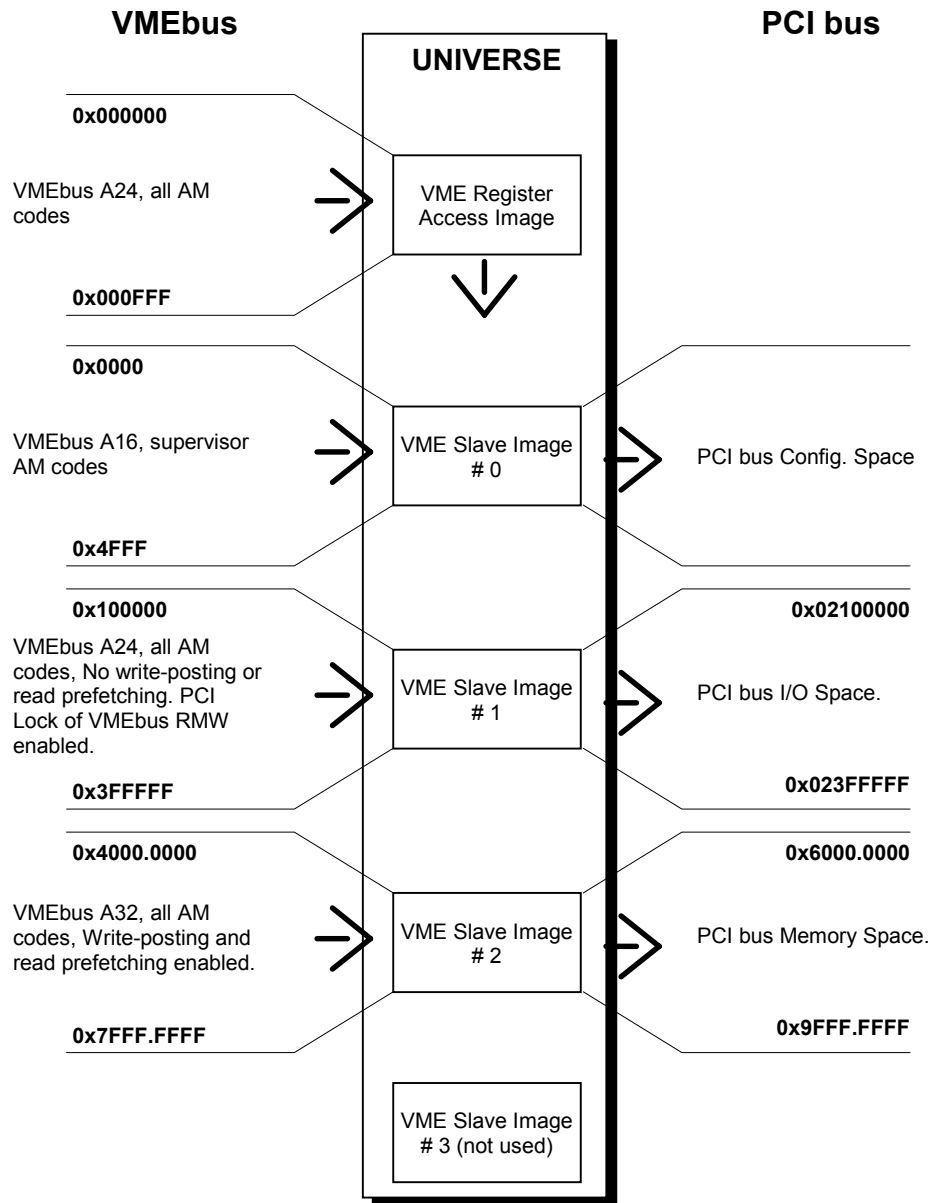 VMEbus
PCI bus
UNIVERSE
0x000000
VMEbus A24, all AM
codes
VME Register
Access Image
0x000FFF
0x0000
VMEbus A16, supervisor
AM codes
VME Slave Image
# 0
PCI bus Config. Space
0x4FFF
0x100000
0x02100000
VMEbus A24, all AM
codes, No write-posting or
read prefetching. PCI
Lock of VMEbus RMW
enabled.
VME Slave Image
# 1
PCI bus I/O Space.
0x3FFFFF
0x023FFFFF
0x4000.0000
0x6000.0000
VMEbus A32, all AM
codes, Write-posting and
read prefetching enabled.
VME Slave Image
# 2
PCI bus Memory Space.
0x7FFF.FFFF
0x9FFF.FFFF
VME Slave Image
# 3 (not used)